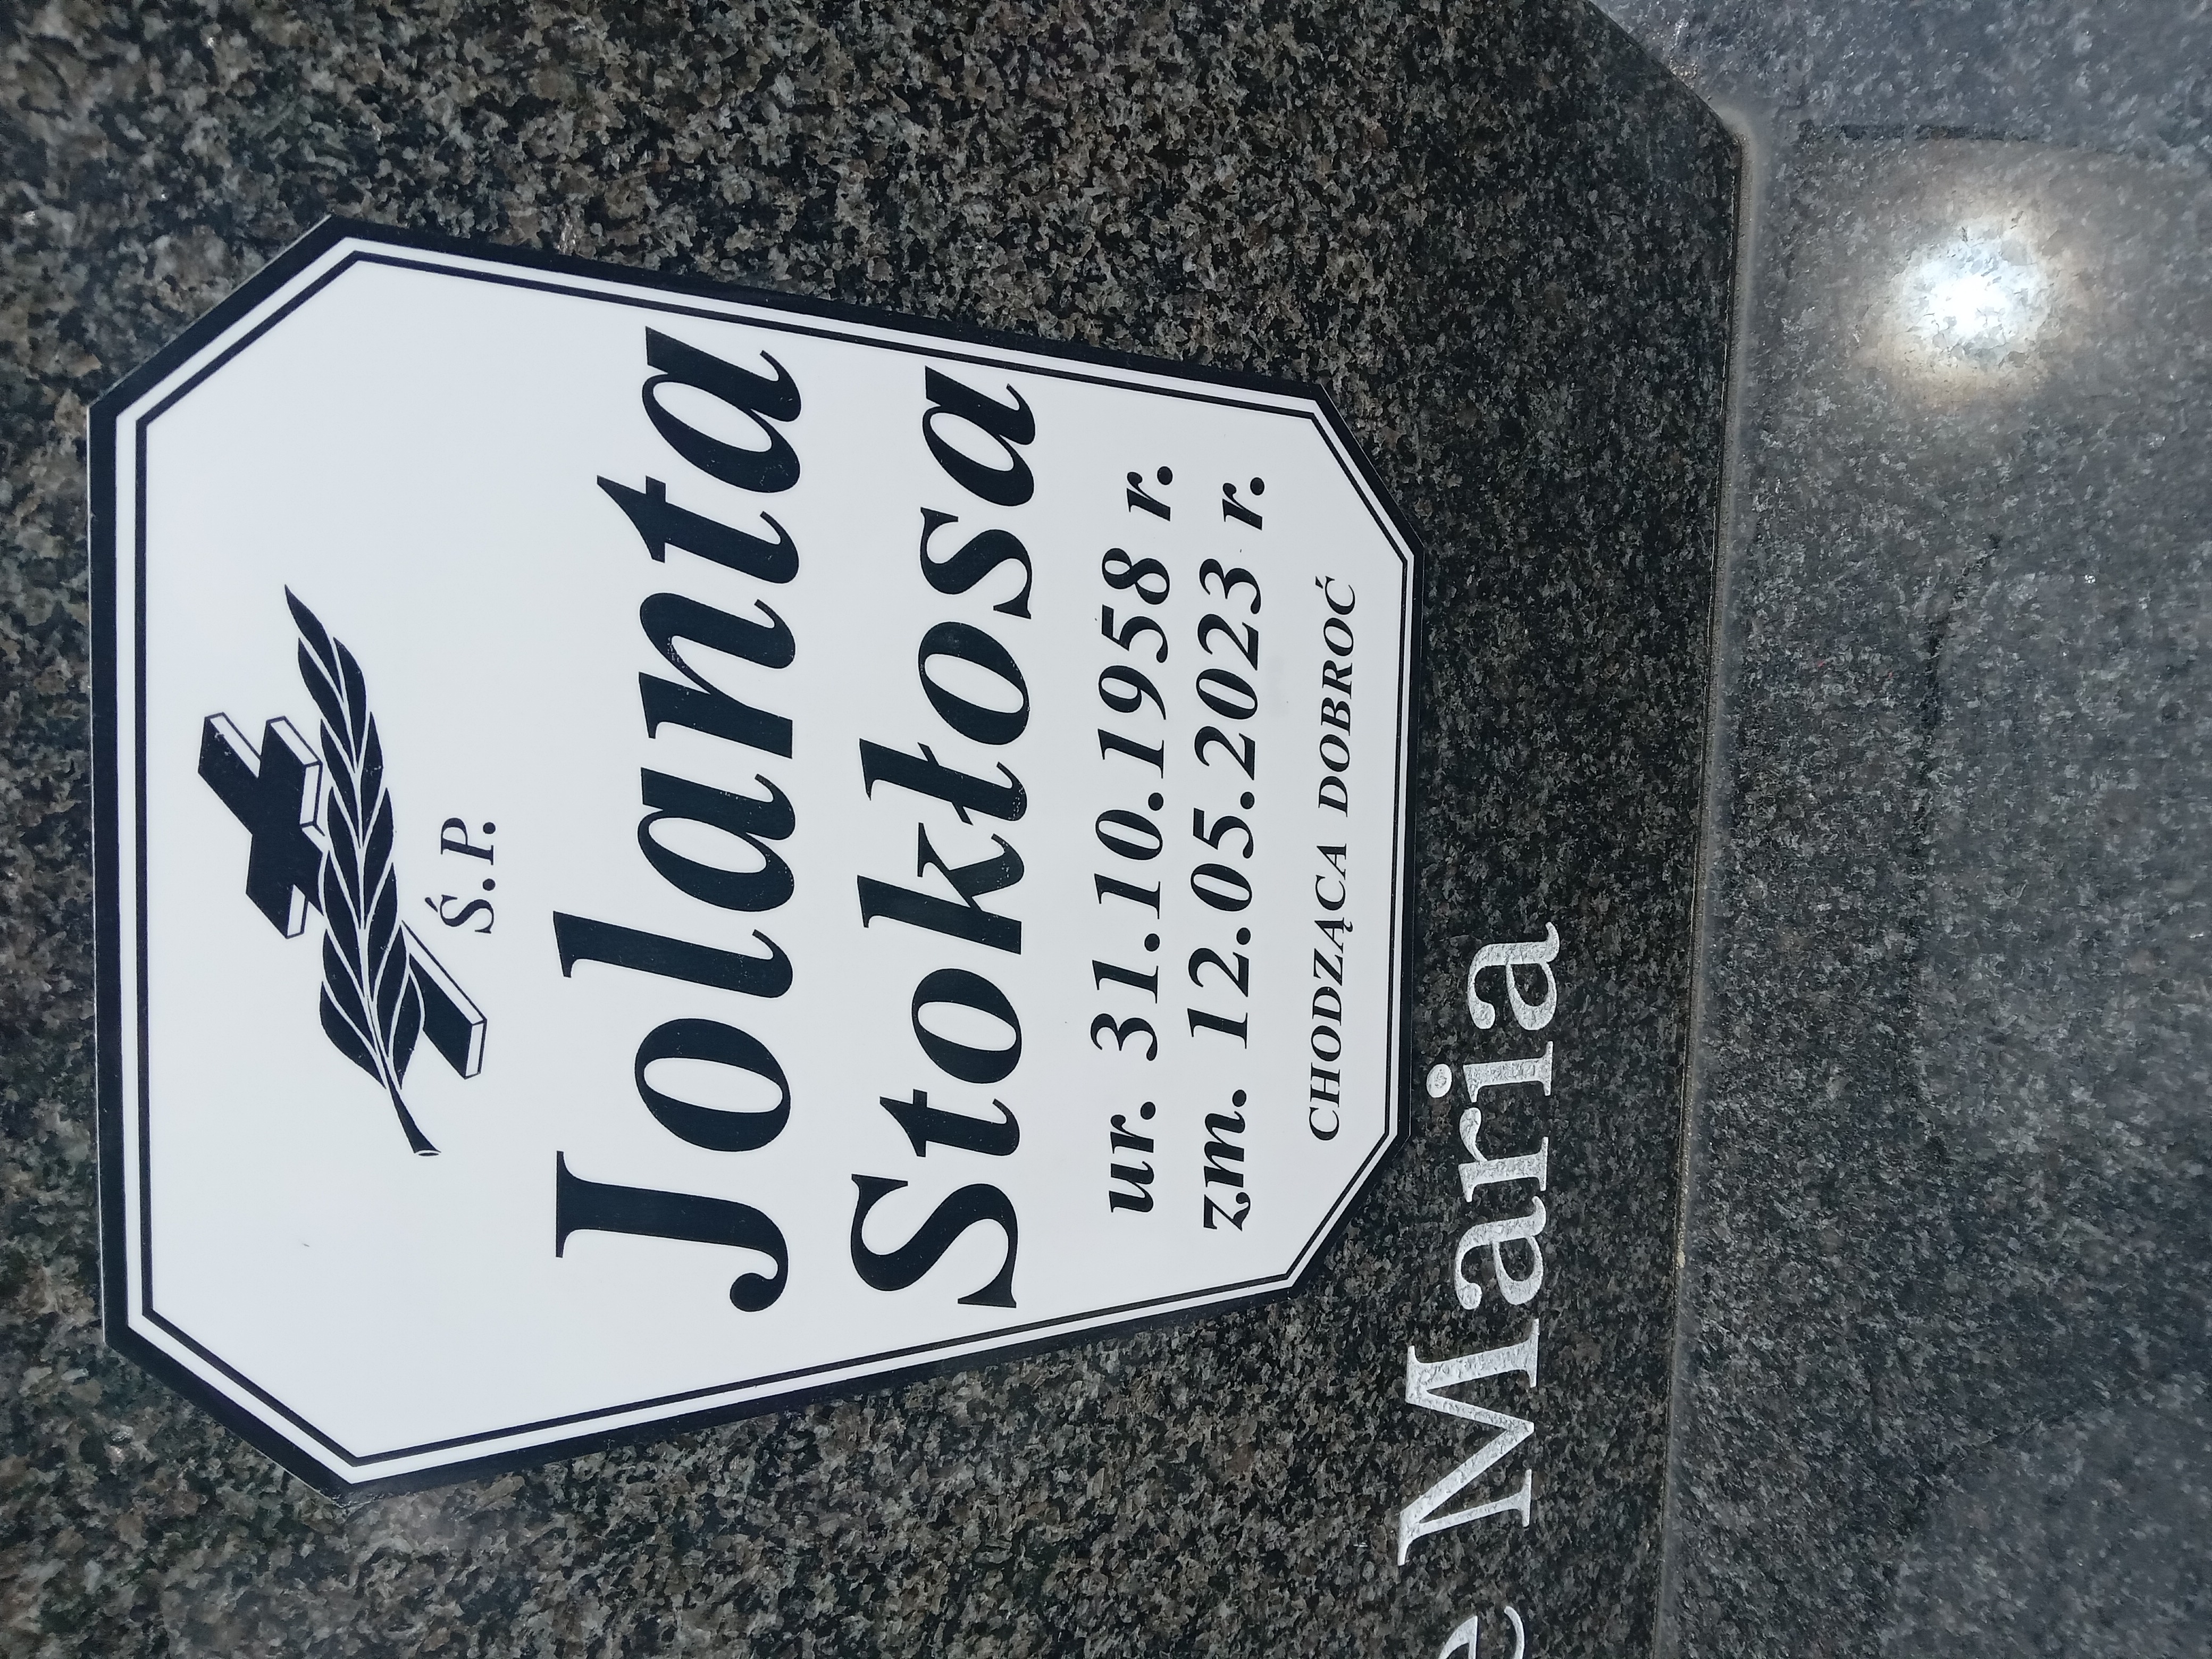 Ś.P.
Jolanta
Stokłosa
ur. 31.10.1958 r.
zm. 12.05.2023 r.
CHODZĄCA DOBROĆ
e Maria